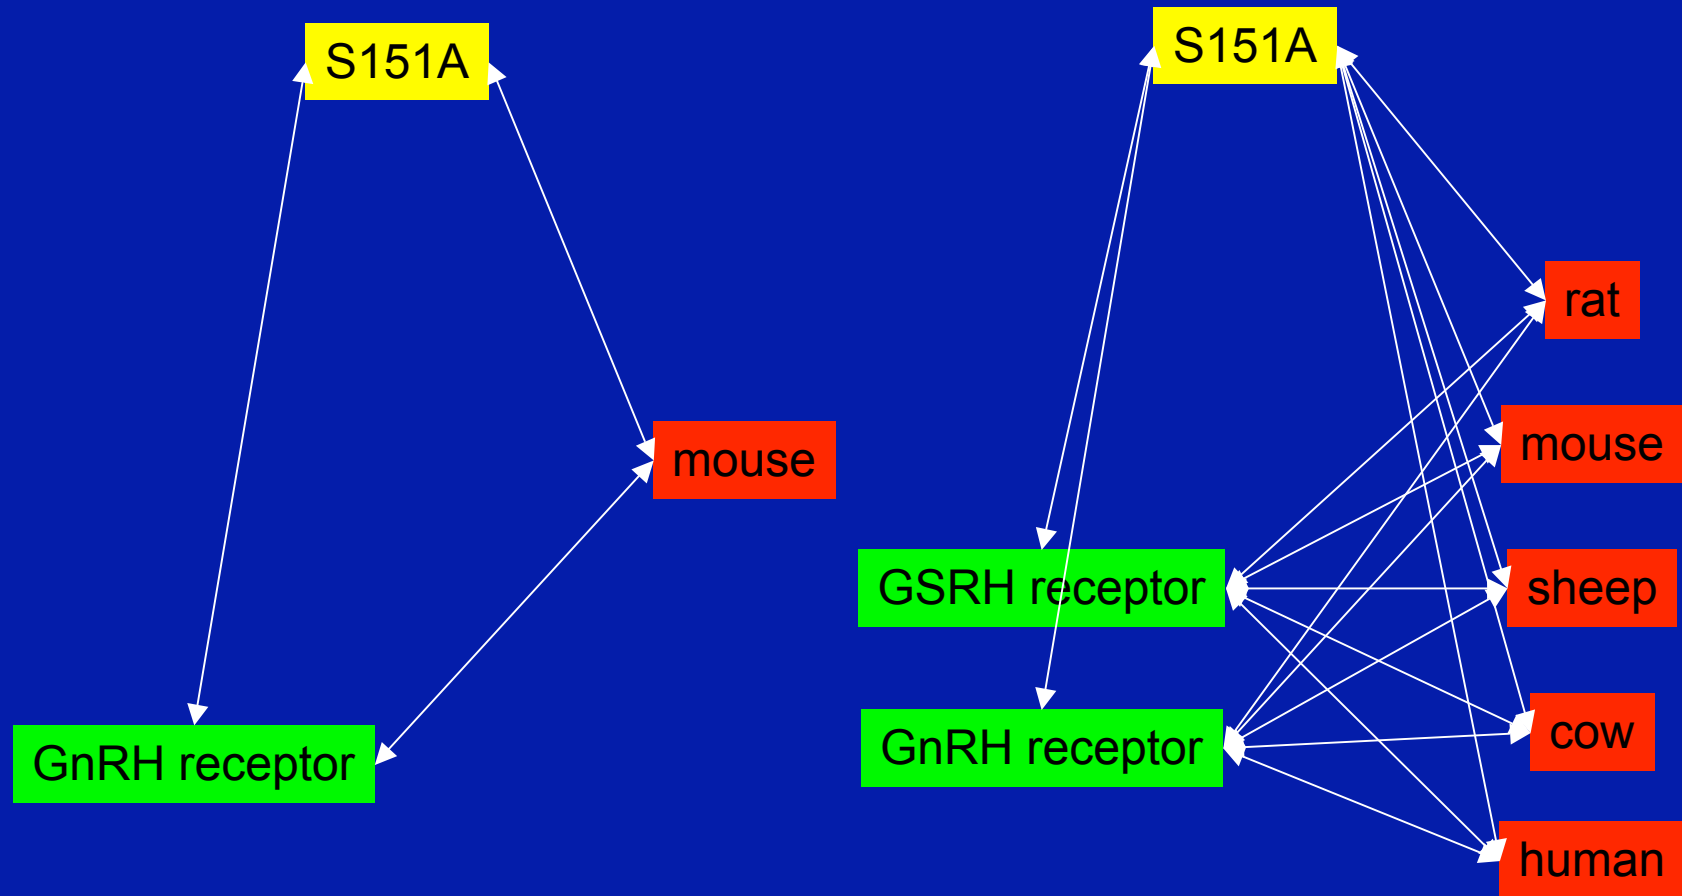 S151A
mouse
GnRH receptor
S151A
rat
mouse
GSRH receptor
sheep
GnRH receptor
cow
human